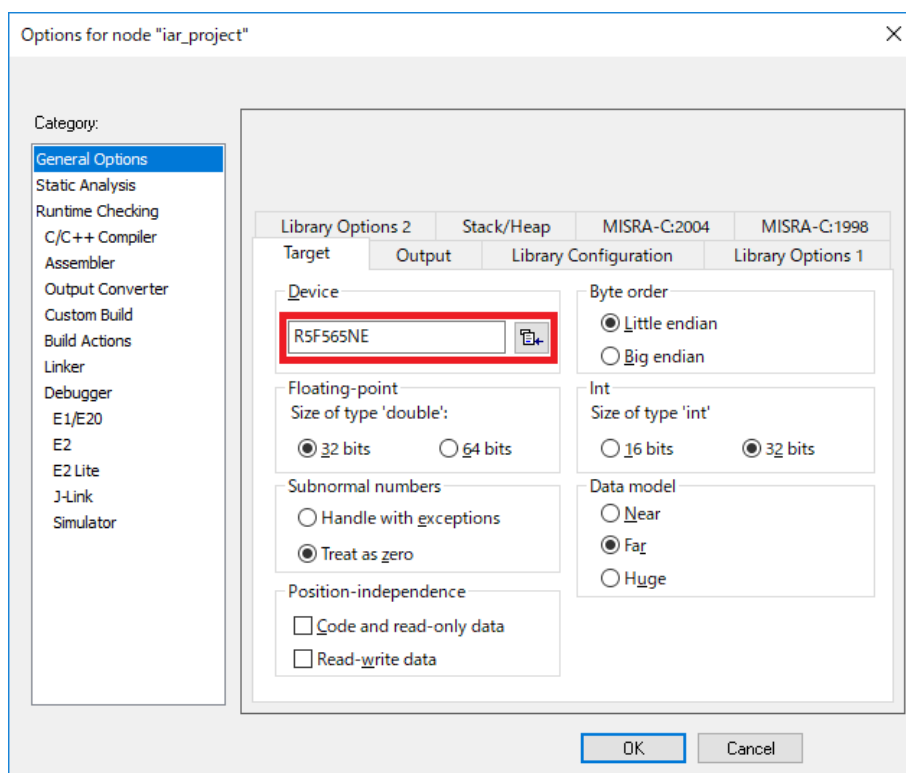 Options for node "iar_project"
Category:
General Options
Static Analysis
Runtime Checking
C/C++ Compiler
Assembler
Output Converter
Custom Build
Build Actions
Linker
Debugger
E1/E20
E2
E2 Lite
J-Link
Simulator
Library Options 2 Stack/Heap MISRA-C:2004 MISRA-C:1998
Target Output Library Configuration Library Options 1
Device
R5F565NE
Byte order
Little endian
Big endian
Floating-point
Size of type 'double':
32 bits 64 bits
Int
Size of type 'int'
16 bits 32 bits
Subnormal numbers
Handle with exceptions
Treat as zero
Data model
Near
Far
Huge
Position-independence
Code and read-only data
Read-write data
OK Cancel